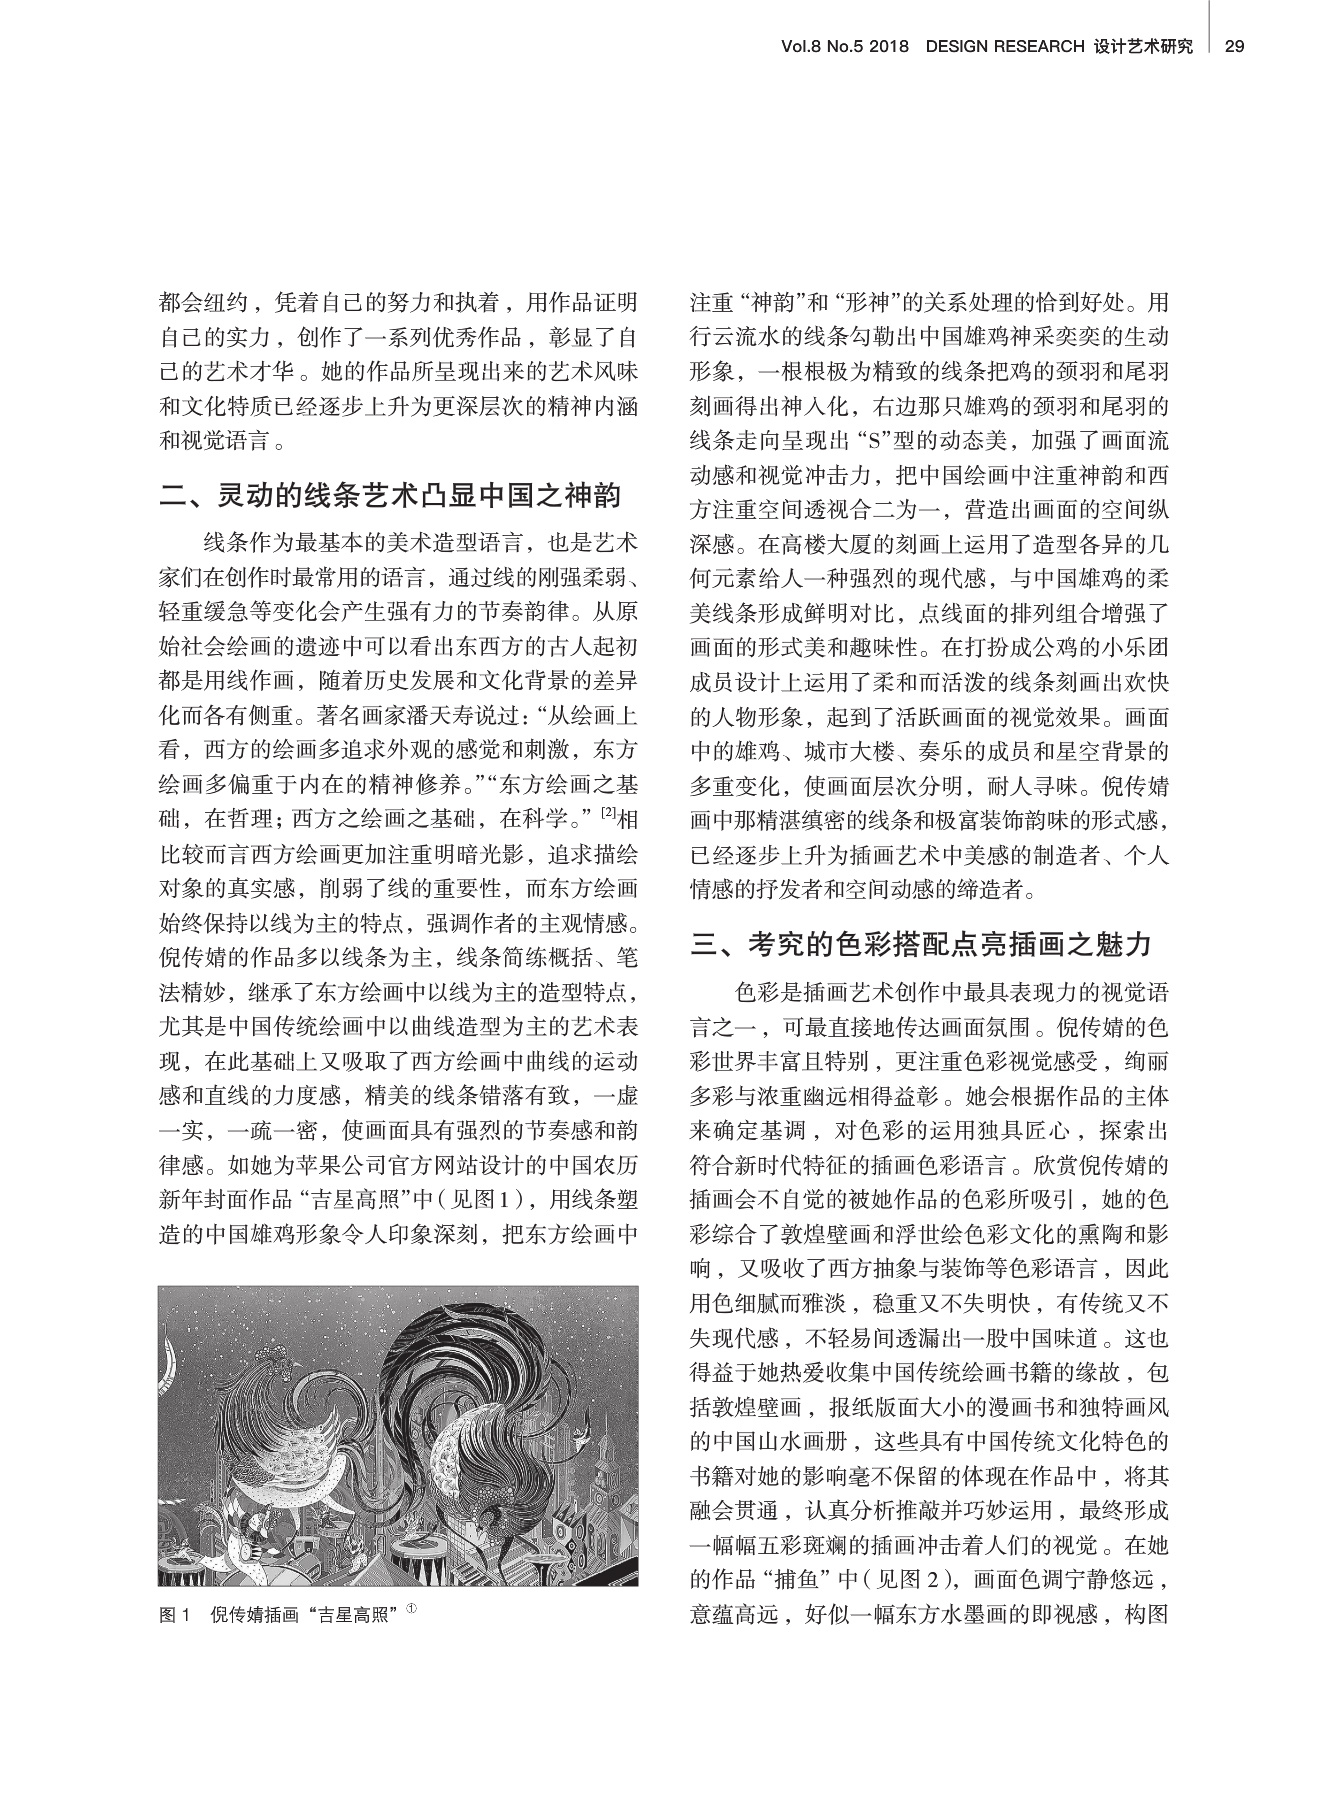 Vol.8 No.5 2018 DESIGN RESEARCH 设计艺术研究 29
都会纽约，凭着自己的努力和执着，用作品证明
自己的实力，创作了一系列优秀作品，彰显了自
己的艺术才华。她的作品所呈现出来的艺术风味
和文化特质已经逐步上升为更深层次的精神内涵
和视觉语言。
二、灵动的线条艺术凸显中国之神韵
线条作为最基本的美术造型语言，也是艺术
家们在创作时最常用的语言，通过线的刚强柔弱、
轻重缓急等变化会产生强有力的节奏韵律。从原
始社会绘画的遗迹中可以看出东西方的古人起初
都是用线作画，随着历史发展和文化背景的差异
化而各有侧重。著名画家潘天寿说过：“从绘画上
看，西方的绘画多追求外观的感觉和刺激，东方
绘画多偏重于内在的精神修养。”“东方绘画之基
础，在哲理；西方之绘画之基础，在科学。”[2]相
比较而言西方绘画更加注重明暗光影，追求描绘
对象的真实感，削弱了线的重要性，而东方绘画
始终保持以线为主的特点，强调作者的主观情感。
倪传婧的作品多以线条为主，线条简练概括、笔
法精妙，继承了东方绘画中以线为主的造型特点，
尤其是中国传统绘画中以曲线造型为主的艺术表
现，在此基础上又吸取了西方绘画中曲线的运动
感和直线的力度感，精美的线条错落有致，一虚
一实，一疏一密，使画面具有强烈的节奏感和韵
律感。如她为苹果公司官方网站设计的中国农历
新年封面作品“吉星高照”中（见图1），用线条塑
造的中国雄鸡形象令人印象深刻，把东方绘画中
图 1 倪传婧插画“吉星高照”①
注重“神韵”和“形神”的关系处理的恰到好处。用
行云流水的线条勾勒出中国雄鸡神采奕奕的生动
形象，一根根极为精致的线条把鸡的颈羽和尾羽
刻画得出神入化，右边那只雄鸡的颈羽和尾羽的
线条走向呈现出“S”型的动态美，加强了画面流
动感和视觉冲击力，把中国绘画中注重神韵和西
方注重空间透视合二为一，营造出画面的空间纵
深感。在高楼大厦的刻画上运用了造型各异的几
何元素给人一种强烈的现代感，与中国雄鸡的柔
美线条形成鲜明对比，点线面的排列组合增强了
画面的形式美和趣味性。在打扮成公鸡的小乐团
成员设计上运用了柔和而活泼的线条刻画出欢快
的人物形象，起到了活跃画面的视觉效果。画面
中的雄鸡、城市大楼、奏乐的成员和星空背景的
多重变化，使画面层次分明，耐人寻味。倪传婧
画中那精湛缜密的线条和极富装饰韵味的形式感，
已经逐步上升为插画艺术中美感的制造者、个人
情感的抒发者和空间动感的缔造者。
三、考究的色彩搭配点亮插画之魅力
色彩是插画艺术创作中最具表现力的视觉语
言之一，可最直接地传达画面氛围。倪传婧的色
彩世界丰富且特别，更注重色彩视觉感受，绚丽
多彩与浓重幽远相得益彰。她会根据作品的主体
来确定基调，对色彩的运用独具匠心，探索出
符合新时代特征的插画色彩语言。欣赏倪传婧的
插画会不自觉的被她作品的色彩所吸引，她的色
彩综合了敦煌壁画和浮世绘色彩文化的熏陶和影
响，又吸收了西方抽象与装饰等色彩语言，因此
用色细腻而雅淡，稳重又不失明快，有传统又不
失现代感，不轻易间透漏出一股中国味道。这也
得益于她热爱收集中国传统绘画书籍的缘故，包
括敦煌壁画，报纸版面大小的漫画书和独特画风
的中国山水画册，这些具有中国传统文化特色的
书籍对她的影响毫不保留的体现在作品中，将其
融会贯通，认真分析推敲并巧妙运用，最终形成
一幅幅五彩斑斓的插画冲击着人们的视觉。在她
的作品“捕鱼”中（见图 2），画面色调宁静悠远，
意蕴高远，好似一幅东方水墨画的即视感，构图